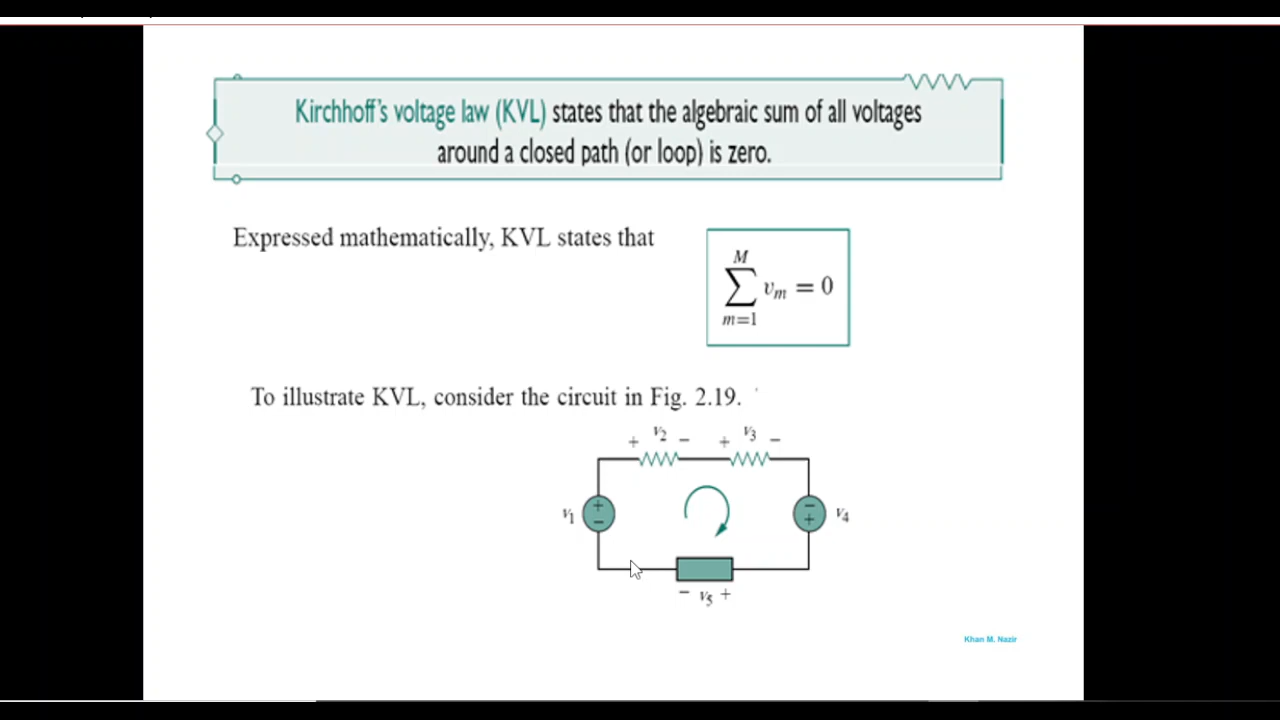 Kirchhoff's voltage law (KVL) states that the algebraic sum of all voltages
around a closed path (or loop) is zero.
Expressed mathematically, KVL states that
M
∑ vm = 0
m=1
To illustrate KVL, consider the circuit in Fig. 2.19.
+ v2 − + v3 −
v1 + − − + v4
− v5 +
Khan M. Nazir